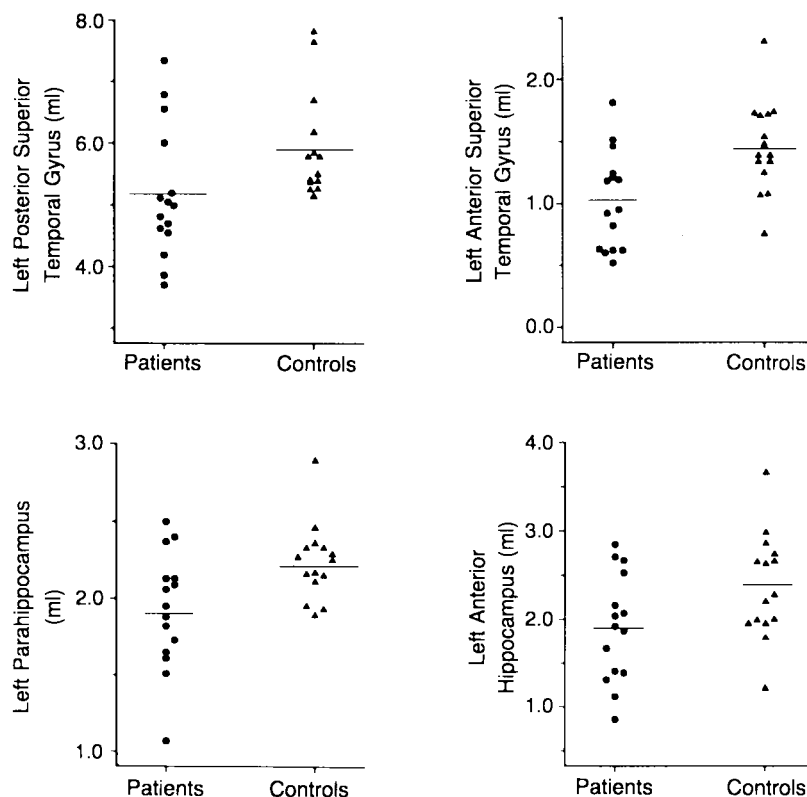 Left Posterior Superior
Temporal Gyrus (ml)
8.0
6.0
4.0
Patients
Controls
Left Anterior Superior
Temporal Gyrus (ml)
2.0
1.0
0.0
Patients
Controls
Left Parahippocampus
(ml)
3.0
2.0
1.0
Patients
Controls
Left Anterior
Hippocampus (ml)
4.0
3.0
2.0
1.0
Patients
Controls